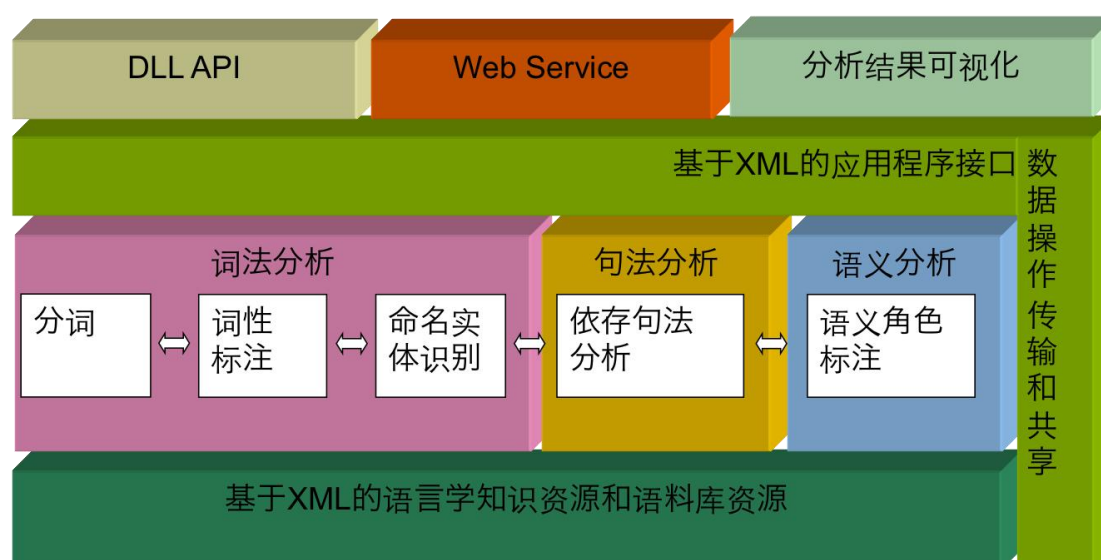 DLL API
Web Service
分析结果可视化
基于XML的应用程序接口
数据操作传输和共享
词法分析
句法分析
语义分析
分词
词性
标注
命名实
体识别
依存句法
分析
语义角色
标注
基于XML的语言学知识资源和语料库资源